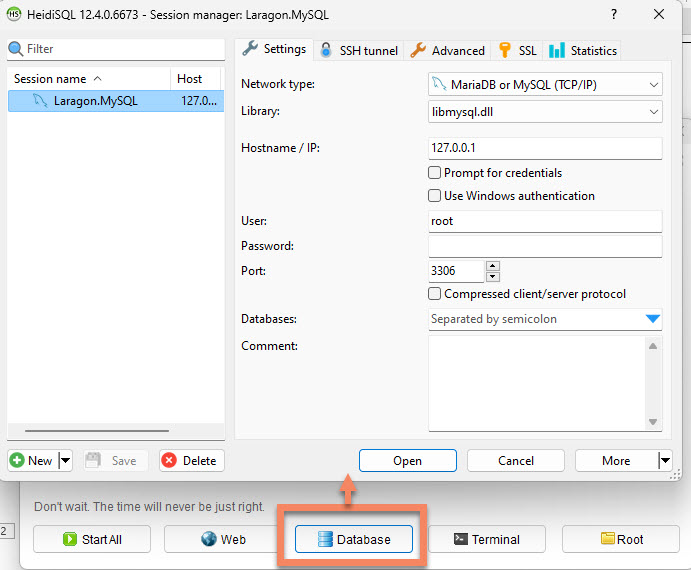 HeidiSQL 12.4.0.6673 - Session manager: Laragon.MySQL
?
Filter
Session name
Host
Laragon.MySQL
127.0...
Settings
SSH tunnel
Advanced
SSL
Statistics
Network type:
MariaDB or MySQL (TCP/IP)
Library:
libmysql.dll
Hostname / IP:
127.0.0.1
Prompt for credentials
Use Windows authentication
User:
root
Password:
Port:
3306
Compressed client/server protocol
Databases:
Separated by semicolon
Comment:
New
Save
Delete
Open
Cancel
More
Don't wait. The time will never be just right.
2
Start All
Web
Database
Terminal
Root